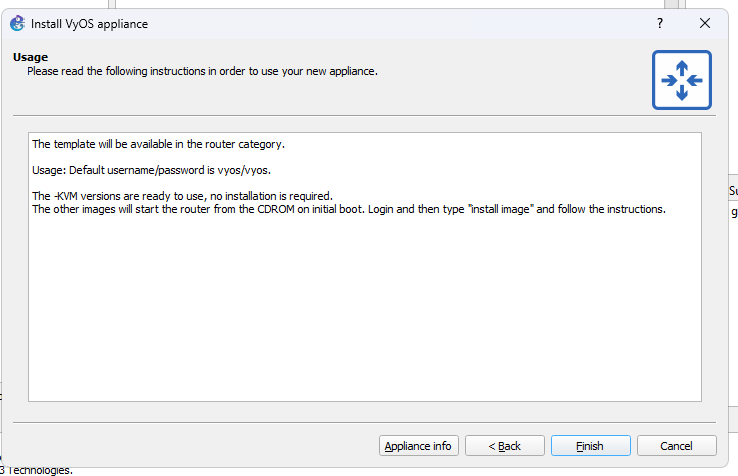 Install VyOS appliance
?
Usage
Please read the following instructions in order to use your new appliance.
The template will be available in the router category.
Usage: Default username/password is vyos/vyos.
The -KVM versions are ready to use, no installation is required.
The other images will start the router from the CDROM on initial boot. Login and then type "install image" and follow the instructions.
Su
g
Appliance info
< Back
Finish
Cancel
3 Technologies.